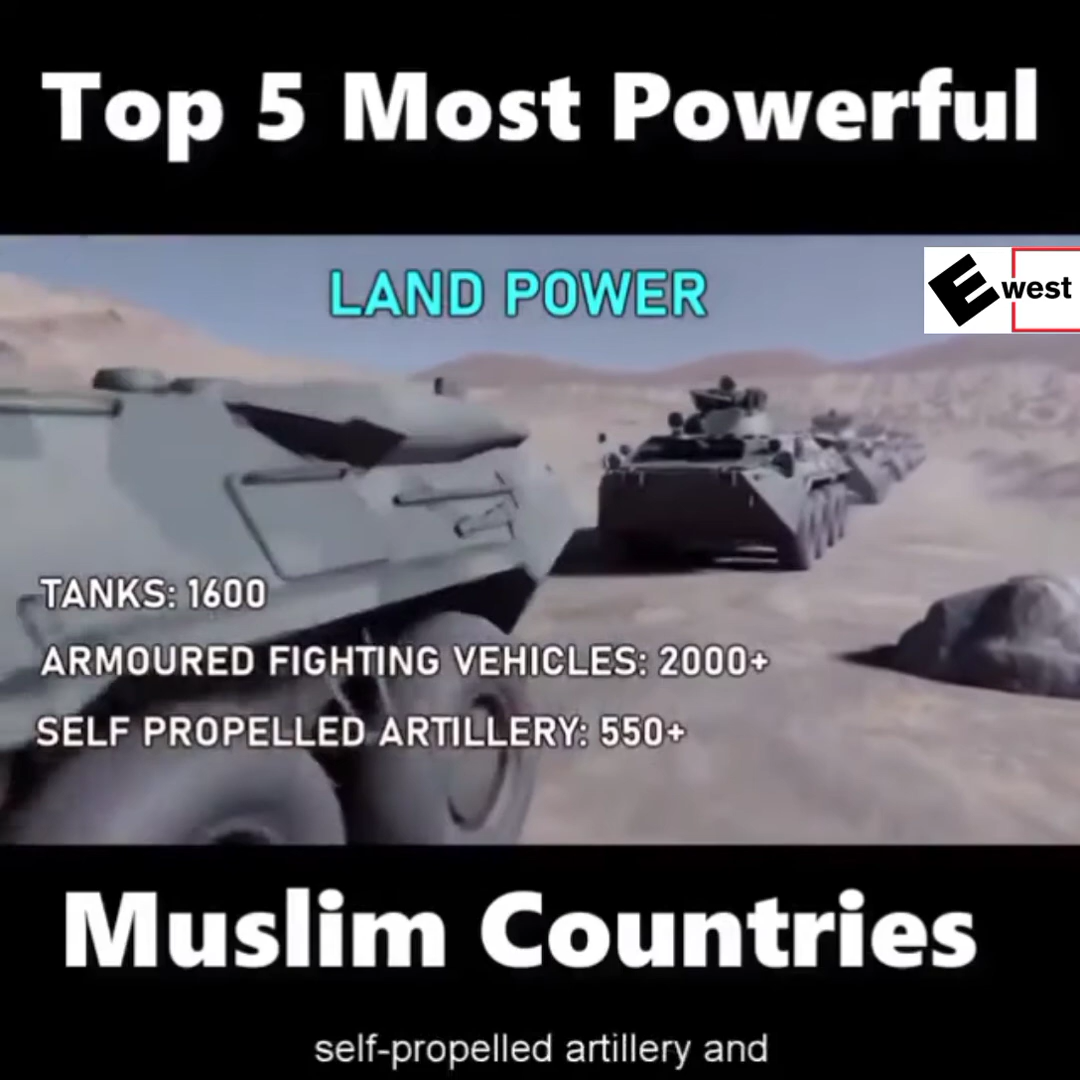 Top 5 Most Powerful
LAND POWER
Ewest
TANKS: 1600
ARMOURED FIGHTING VEHICLES: 2000+
SELF PROPELLED ARTILLERY: 550+
Muslim Countries
self-propelled artillery and